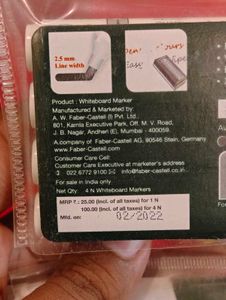 2.5 mm
Line width
Product : Whiteboard Marker
Manufactured & Marketed by
A. W. Faber-Castell (I) Pvt. Ltd.
801, Kamla Executive Park, Off. M. V. Road,
J. B. Nagar, Andheri (E), Mumbai - 400059
A.company of Faber-Castell AG, 90546 Stein, Germany
www.Faber-Castell.com
Consumer Care Cell:
Customer Care Executive at marketer's address
022 6772 9100 info@faber-castell.co.in
For sale in India only
Net Qty: 4 N Whiteboard Markers
MRP ₹ : 25.00 (Incl. of all taxes) for 1 N
100.00 (Incl. of all taxes) for 4 N
Mfd. on: 02/2022